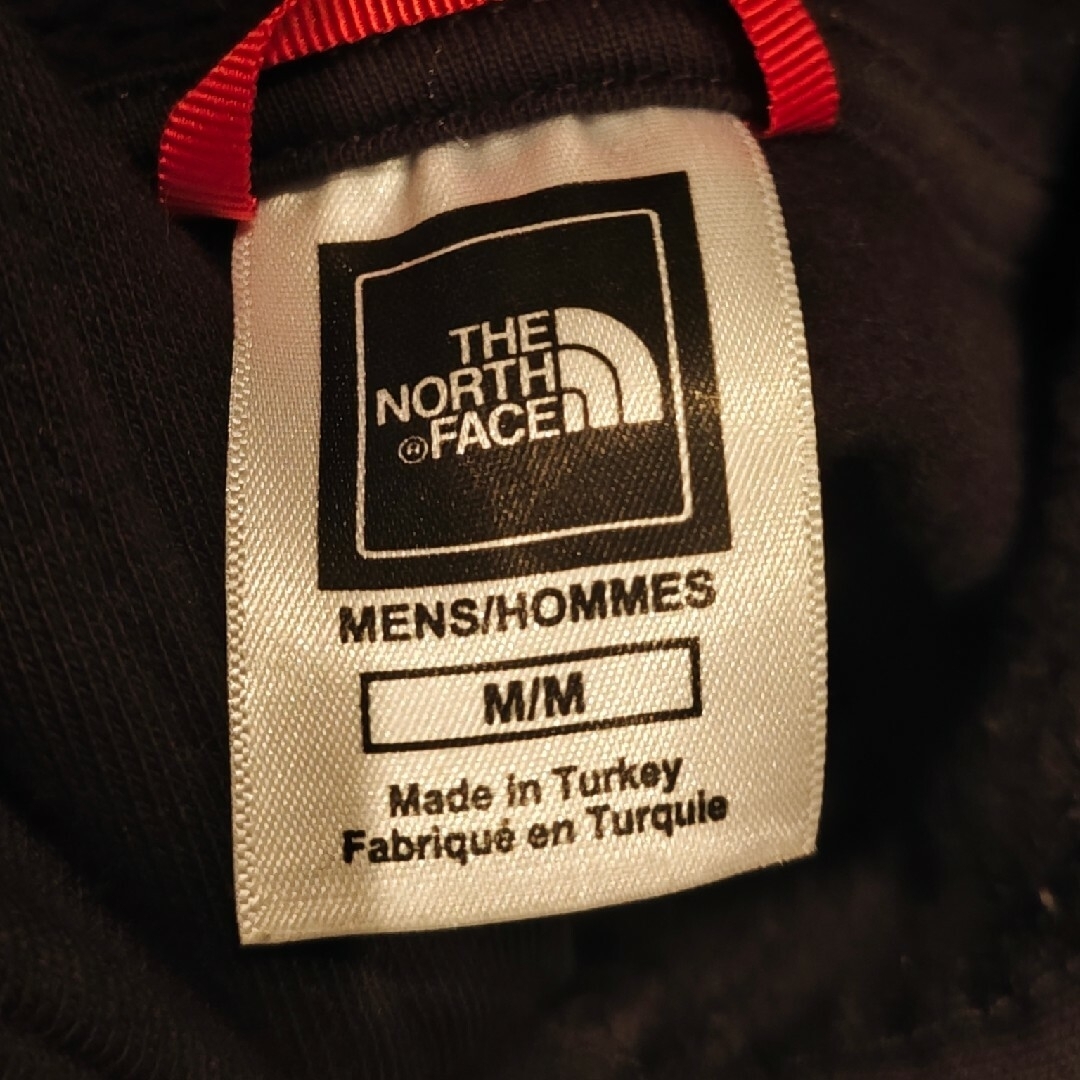 THE
NORTH
®FACE
MENS/HOMMES
M/M
Made in Turkey
Fabriqué en Turquie